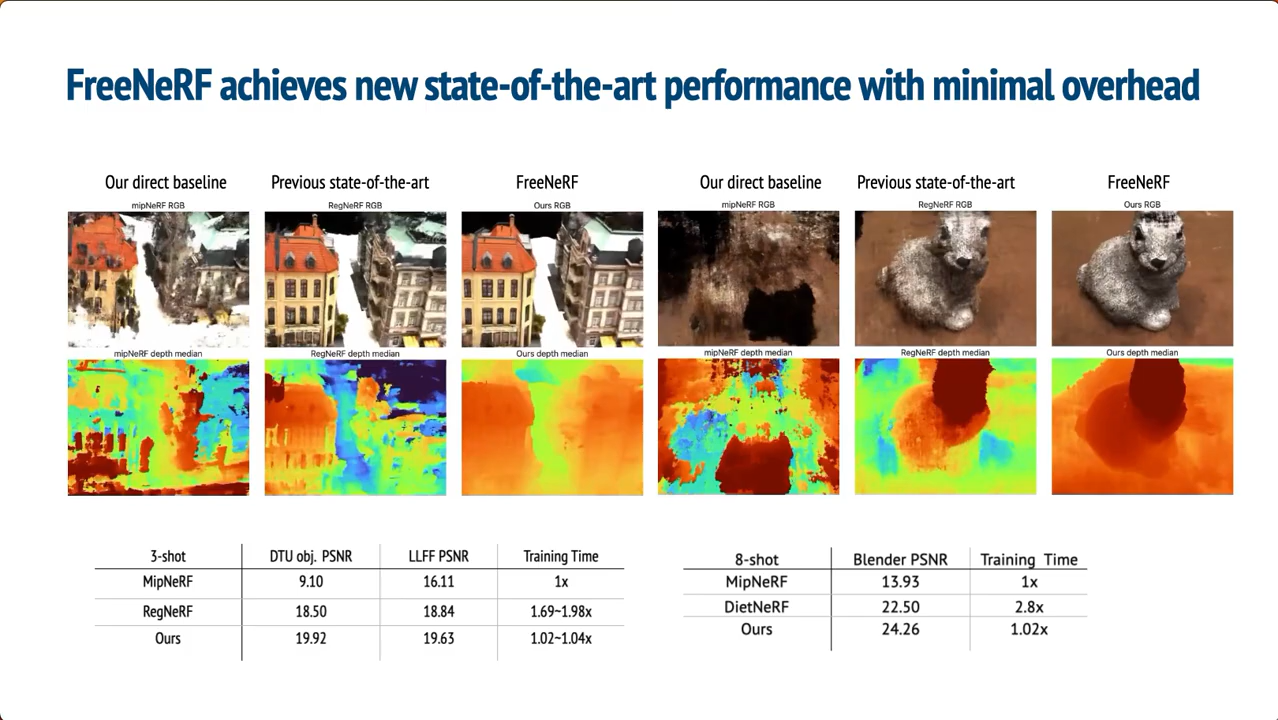 FreeNeRF achieves new state-of-the-art performance with minimal overhead
Our direct baseline Previous state-of-the-art FreeNeRF Our direct baseline Previous state-of-the-art FreeNeRF
mipNeRF RGB RegNeRF RGB Ours RGB mipNeRF RGB RegNeRF RGB Ours RGB
mipNeRF depth median RegNeRF depth median Ours depth median mipNeRF depth median RegNeRF depth median Ours depth median
3-shot DTU obj. PSNR LLFF PSNR Training Time
MipNeRF 9.10 16.11 1x
RegNeRF 18.50 18.84 1.69~1.98x
Ours 19.92 19.63 1.02~1.04x
8-shot Blender PSNR Training Time
MipNeRF 13.93 1x
DietNeRF 22.50 2.8x
Ours 24.26 1.02x